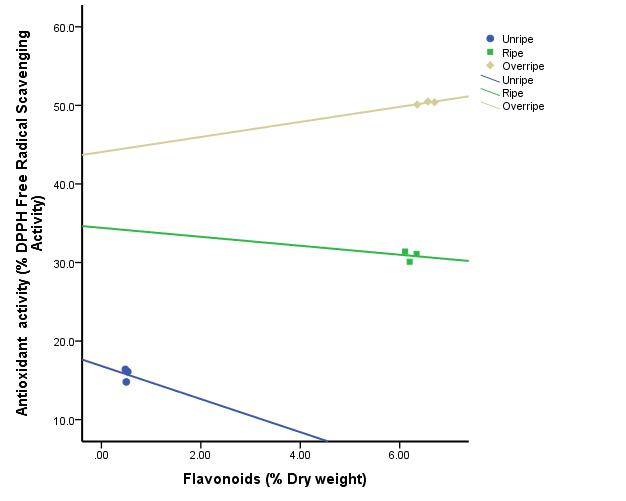 60.0
50.0
40.0
30.0
20.0
10.0
Antioxidant activity (% DPPH Free Radical Scavenging
Activity)
.00
2.00
4.00
6.00
Flavonoids (% Dry weight)
Unripe
Ripe
Overripe
Unripe
Ripe
Overripe